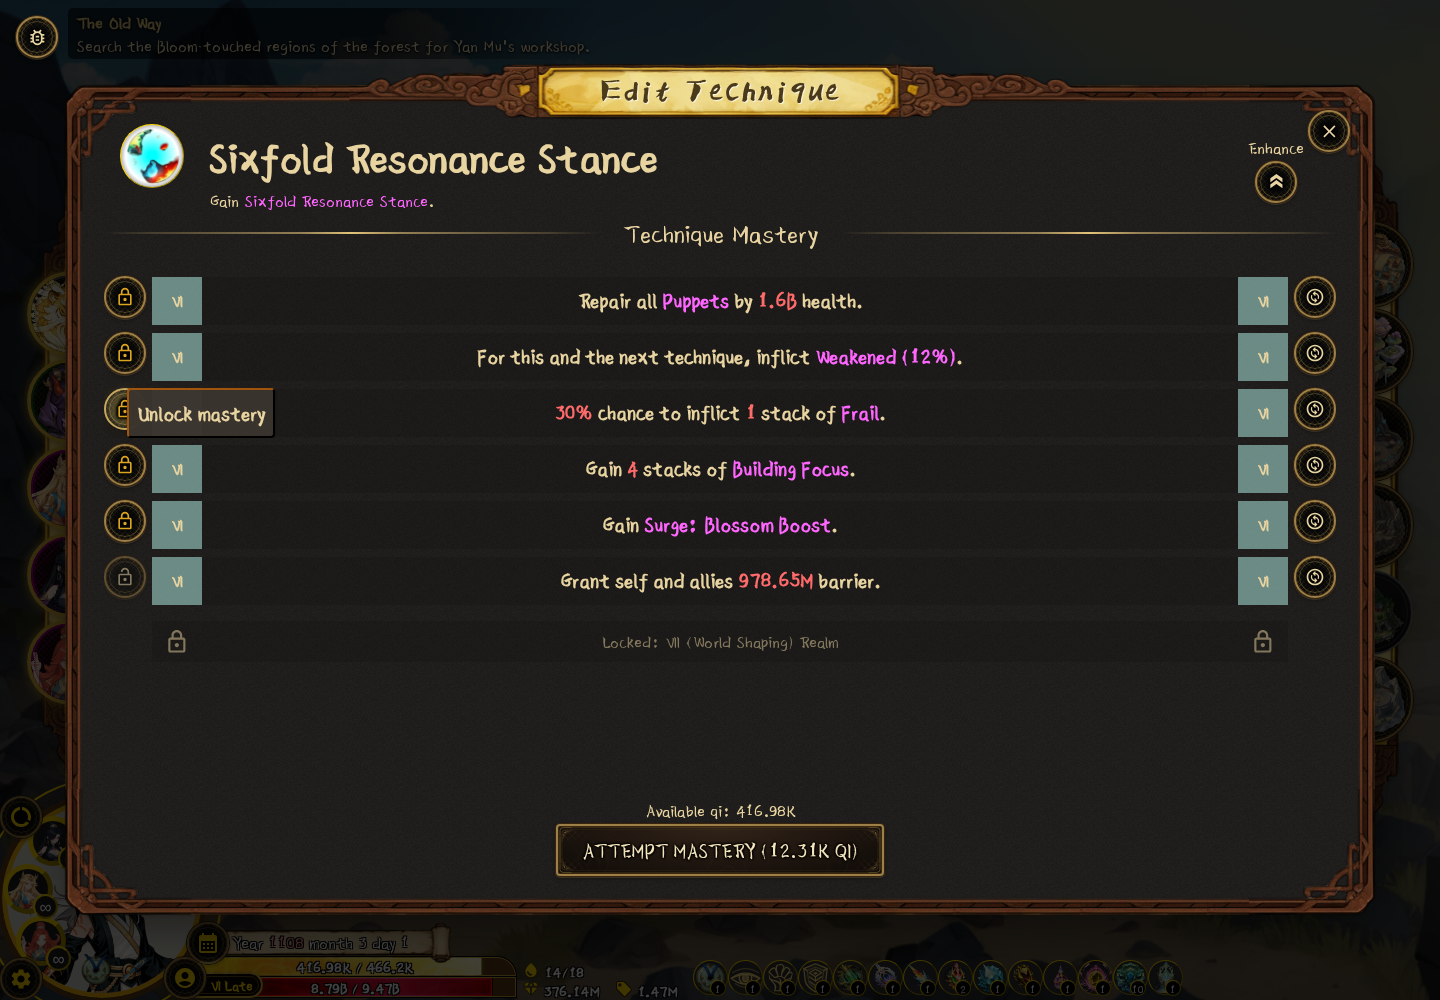 The Old Way
Search the Bloom-touched regions of the forest for Yan Mu's workshop.
Edit Technique
Sixfold Resonance Stance
Enhance
Gain Sixfold Resonance Stance.
Technique Mastery
VI Repair all Puppets by 1.6B health. VI
VI For this and the next technique, inflict Weakened (12%). VI
Unlock mastery 30% chance to inflict 1 stack of Frail. VI
VI Gain 4 stacks of Building Focus. VI
VI Gain Surge: Blossom Boost. VI
VI Grant self and allies 978.65M barrier. VI
Locked: VII (World Shaping) Realm
Available qi: 416.98K
ATTEMPT MASTERY (12.31K QI)
Year 1108 month 3 day 1
416.98K / 466.2K
14/18
VI Late
8.79B / 9.47B
376.14M
1.47M